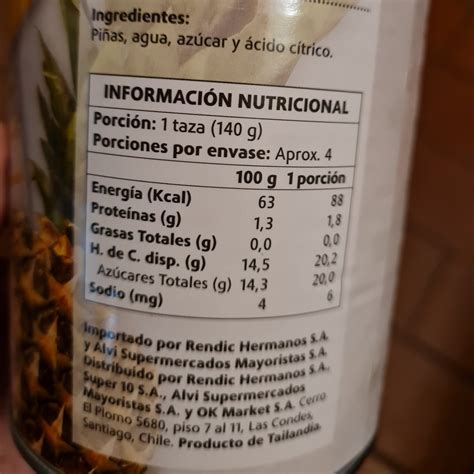 Ingredientes:
Piñas, agua, azúcar y ácido cítrico.
INFORMACIÓN NUTRICIONAL
Porción: 1 taza (140 g)
Porciones por envase: Aprox. 4
100 g 1 porción
Energía (Kcal) 63 88
Proteínas (g) 1,3 1,8
Grasas Totales (g) 0,0 0,0
H. de C. disp. (g) 14,5 20,2
Azúcares Totales (g) 14,3 20,0
Sodio (mg) 4 6
Importado por Rendic Hermanos S.A.
y Alvi Supermercados Mayoristas S.A.
Distribuido por Rendic Hermanos S.A.,
Super 10 S.A., Alvi Supermercados
Mayoristas S.A. y OK Market S.A. Cerro
El Plomo 5680, piso 7 al 11, Las Condes,
Santiago, Chile. Producto de Tailandia.